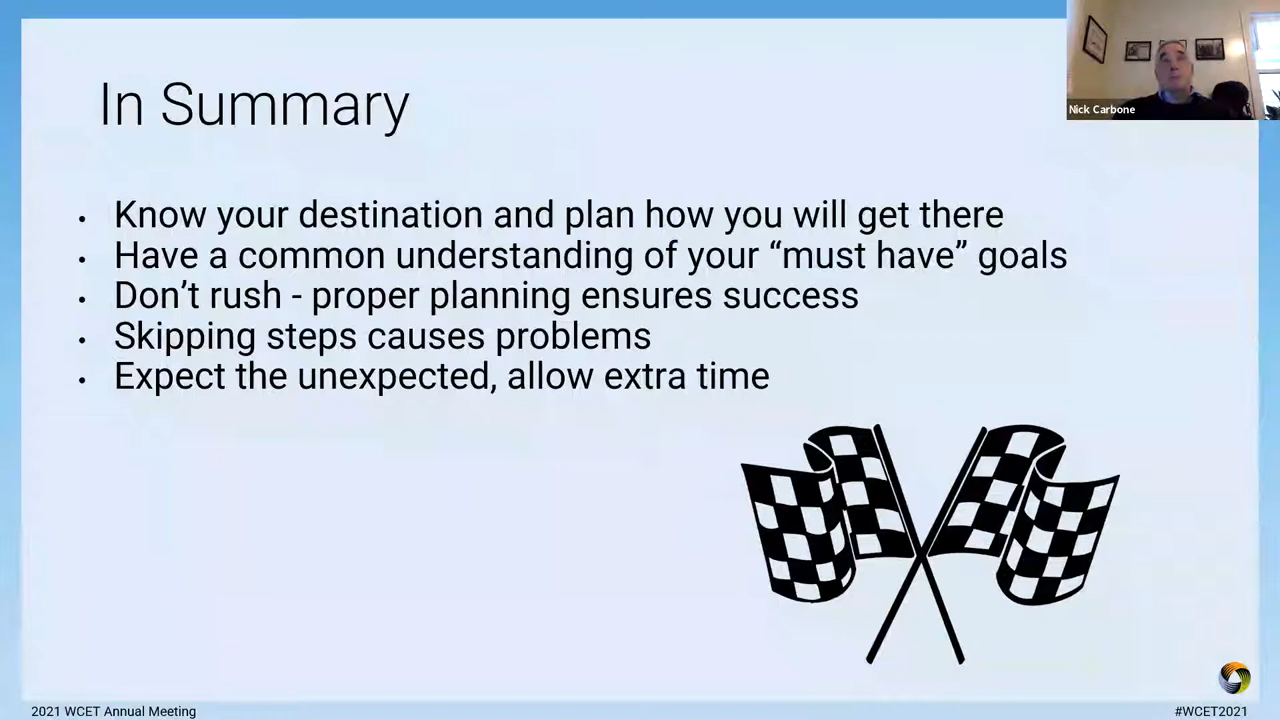 Nick Carbone
In Summary
• Know your destination and plan how you will get there
• Have a common understanding of your “must have” goals
• Don’t rush - proper planning ensures success
• Skipping steps causes problems
• Expect the unexpected, allow extra time
2021 WCET Annual Meeting
#WCET2021